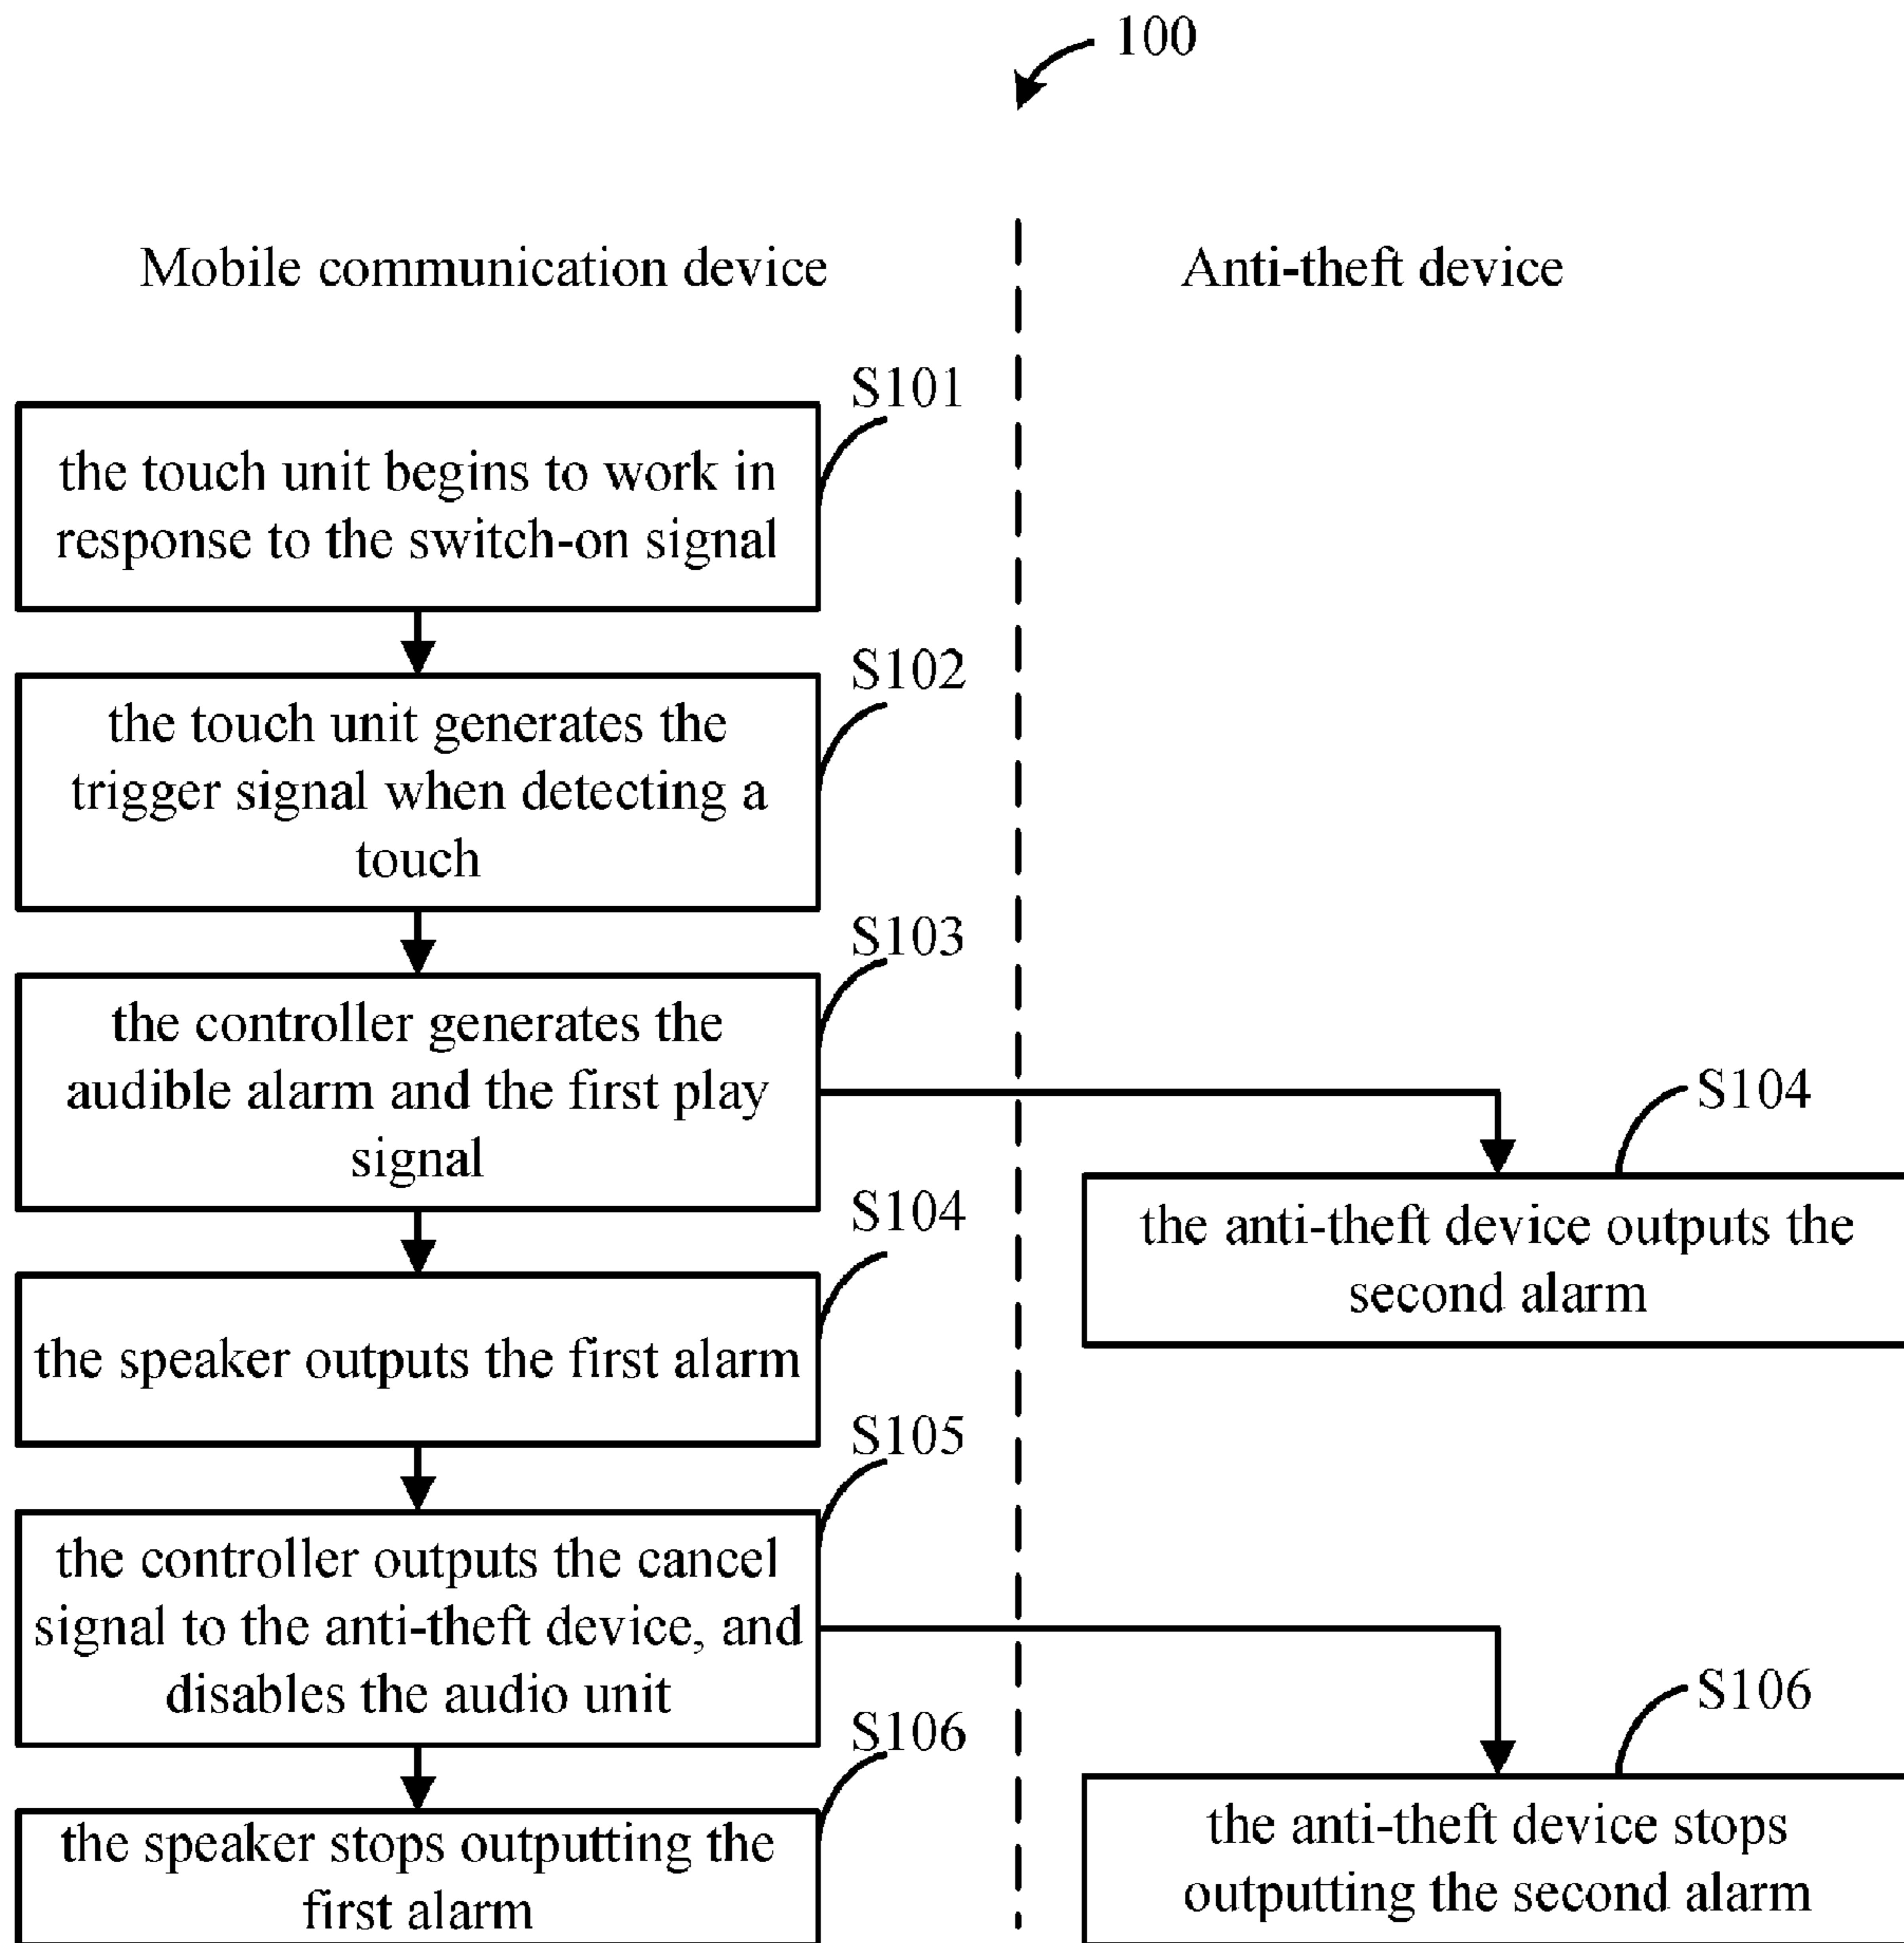 100
Mobile communication device
Anti-theft device
S101
the touch unit begins to work in
response to the switch-on signal
S102
the touch unit generates the
trigger signal when detecting a
touch
S103
the controller generates the
audible alarm and the first play
signal
S104
the anti-theft device outputs the
second alarm
S104
the speaker outputs the first alarm
S105
the controller outputs the cancel
signal to the anti-theft device, and
disables the audio unit
S106
the speaker stops outputting the
first alarm
S106
the anti-theft device stops
outputting the second alarm